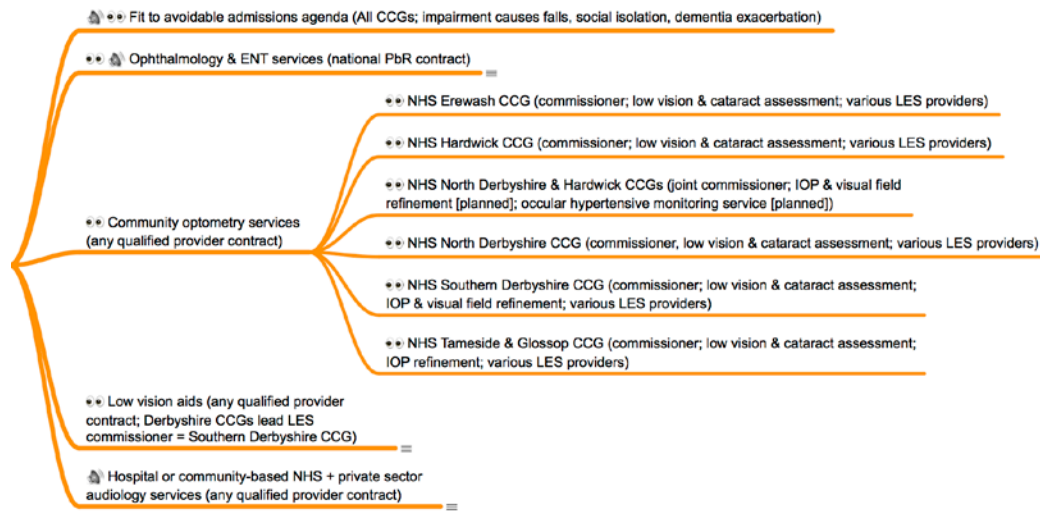 Fit to avoidable admissions agenda (All CCGs; impairment causes falls, social isolation, dementia exacerbation)
Ophthalmology & ENT services (national PbR contract)
NHS Erewash CCG (commissioner; low vision & cataract assessment; various LES providers)
NHS Hardwick CCG (commissioner; low vision & cataract assessment; various LES providers)
NHS North Derbyshire & Hardwick CCGs (joint commissioner; IOP & visual field
refinement [planned]; occular hypertensive monitoring service [planned])
Community optometry services
(any qualified provider contract)
NHS North Derbyshire CCG (commissioner, low vision & cataract assessment; various LES providers)
NHS Southern Derbyshire CCG (commissioner; low vision & cataract assessment;
IOP & visual field refinement; various LES providers)
NHS Tameside & Glossop CCG (commissioner; low vision & cataract assessment;
IOP refinement; various LES providers)
Low vision aids (any qualified provider
contract; Derbyshire CCGs lead LES
commissioner = Southern Derbyshire CCG)
Hospital or community-based NHS + private sector
audiology services (any qualified provider contract)